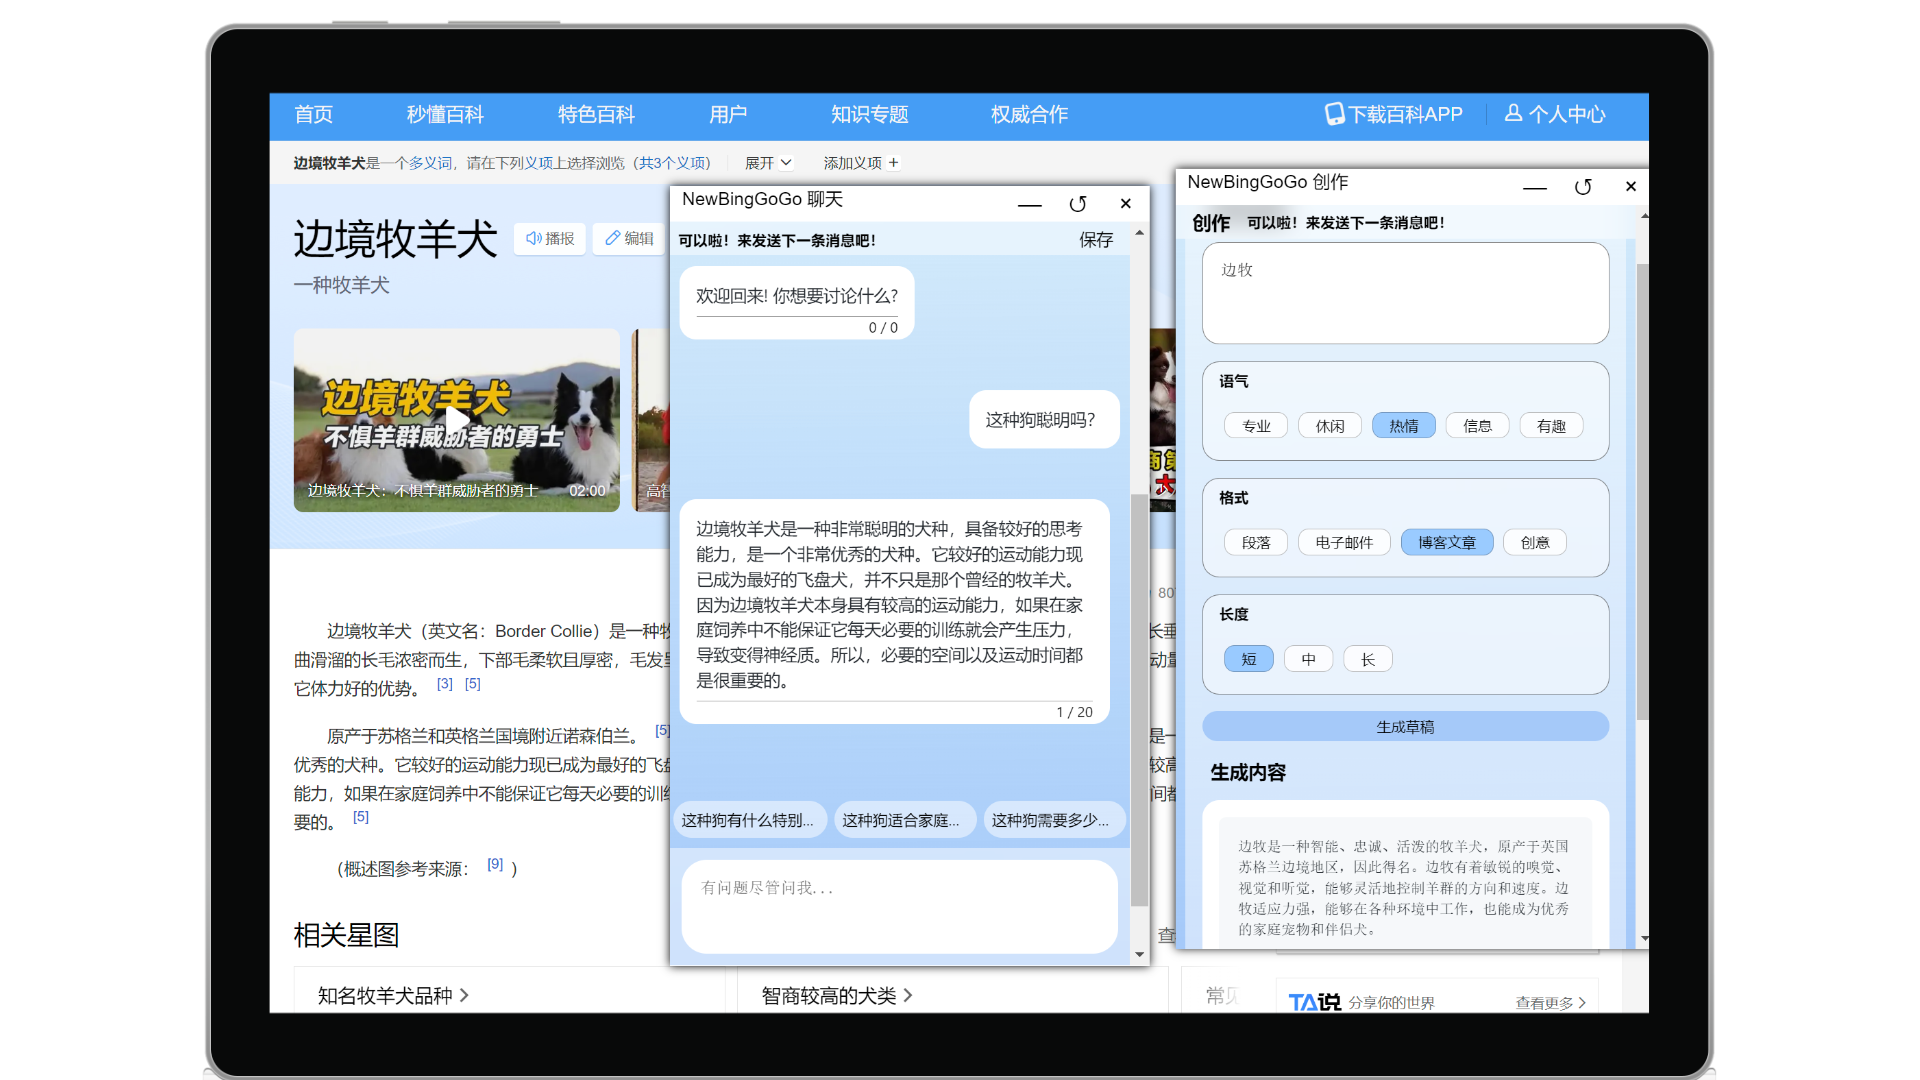 首页 秒懂百科 特色百科 用户 知识专题 权威合作 下载百科APP 个人中心
边境牧羊犬是一个多义词，请在下列义项上选择浏览（共3个义项） 展开 添加义项 +
边境牧羊犬
播报 编辑
一种牧羊犬
边境牧羊犬
不惧羊群威胁者的勇士
边境牧羊犬：不惧羊群威胁者的勇士 02:00
高智
边境牧羊犬（英文名：Border Collie）是一种牧
曲滑溜的长毛浓密而生，下部毛柔软且厚密，毛发呈
它体力好的优势。 [3] [5]
原产于苏格兰和英格兰国境附近诺森伯兰。 [5]
优秀的犬种。它较好的运动能力现已成为最好的飞盘
能力，如果在家庭饲养中不能保证它每天必要的训练
要的。 [5]
（概述图参考来源： [9] ）
相关星图
知名牧羊犬品种
智商较高的犬类
常见
NewBingGoGo 聊天
可以啦！来发送下一条消息吧！ 保存
欢迎回来! 你想要讨论什么?
0 / 0
这种狗聪明吗?
边境牧羊犬是一种非常聪明的犬种，具备较好的思考
能力，是一个非常优秀的犬种。它较好的运动能力现
已成为最好的飞盘犬，并不只是那个曾经的牧羊犬。
因为边境牧羊犬本身具有较高的运动能力，如果在家
庭饲养中不能保证它每天必要的训练就会产生压力，
导致变得神经质。所以，必要的空间以及运动时间都
是很重要的。
1 / 20
这种狗有什么特别... 这种狗适合家庭... 这种狗需要多少...
有问题尽管问我...
商第
大
80
长垂
动量
是一
较高
间都
查
NewBingGoGo 创作
创作 可以啦！来发送下一条消息吧！
边牧
语气
专业 休闲 热情 信息 有趣
格式
段落 电子邮件 博客文章 创意
长度
短 中 长
生成草稿
生成内容
边牧是一种智能、忠诚、活泼的牧羊犬，原产于英国
苏格兰边境地区，因此得名。边牧有着敏锐的嗅觉、
视觉和听觉，能够灵活地控制羊群的方向和速度。边
牧适应力强，能够在各种环境中工作，也能成为优秀
的家庭宠物和伴侣犬。
TA说 分享你的世界 查看更多